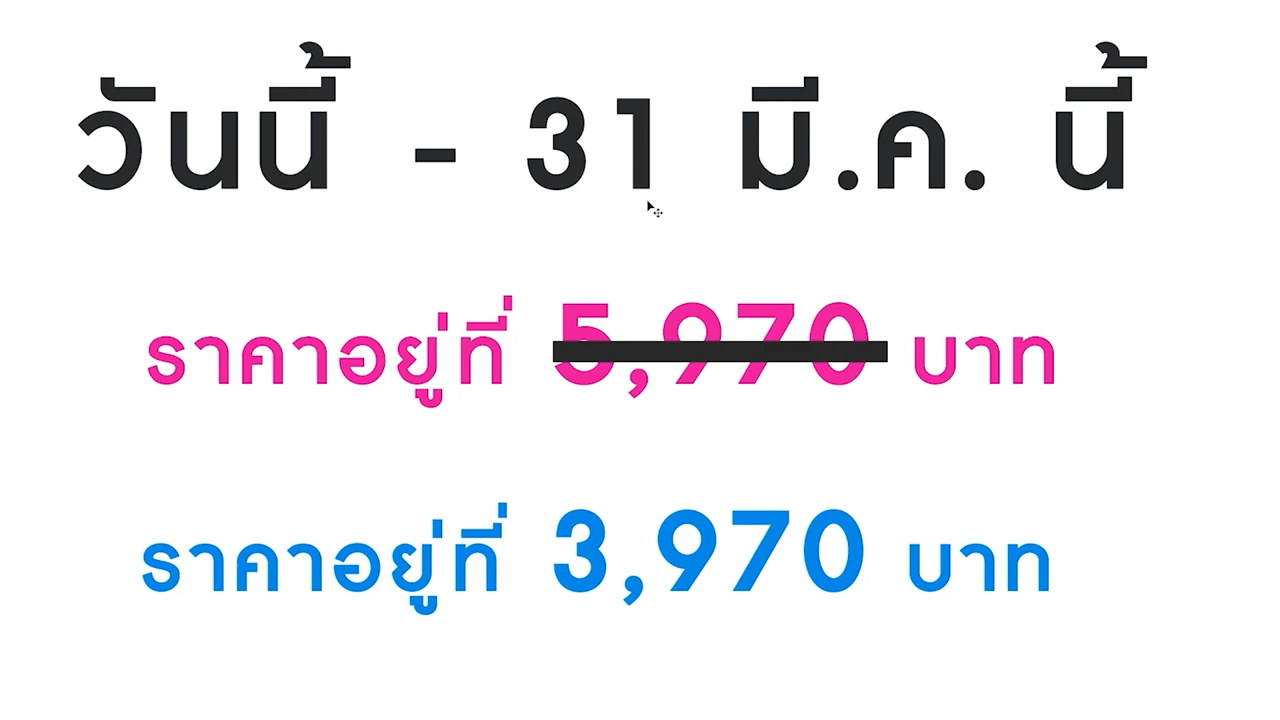 วันนี้ - 31 มี.ค. นี้
ราคาอยู่ที่ 5,970 บาท
ราคาอยู่ที่ 3,970 บาท